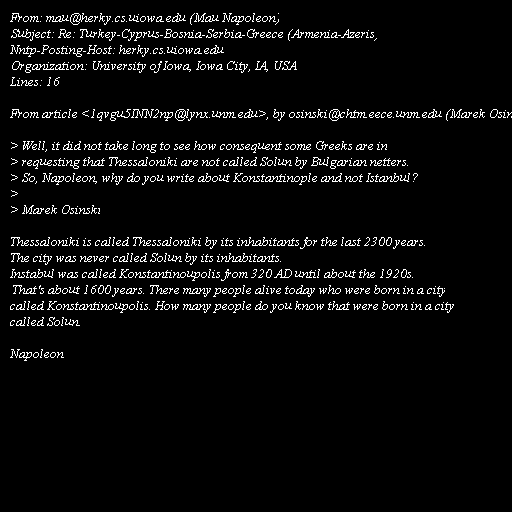 From: mau@herky.cs.uiowa.edu (Mau Napoleon)
Subject: Re: Turkey-Cyprus-Bosnia-Serbia-Greece (Armenia-Azeris)
Nntp-Posting-Host: herky.cs.uiowa.edu
Organization: University of Iowa, Iowa City, IA, USA
Lines: 16

From article <1qvgu5INN2np@lynx.unm.edu>, by osinski@chtm.eece.unm.edu (Marek Osin

> Well, it did not take long to see how consequent some Greeks are in
> requesting that Thessaloniki are not called Solun by Bulgarian netters.
> So, Napoleon, why do you write about Konstantinople and not Istanbul?
>
> Marek Osinski

Thessaloniki is called Thessaloniki by its inhabitants for the last 2300 years.
The city was never called Solun by its inhabitants.
Instabul was called Konstantinoupolis from 320 AD until about the 1920s.
That's about 1600 years. There many people alive today who were born in a city
called Konstantinoupolis. How many people do you know that were born in a city
called Solun.

Napoleon